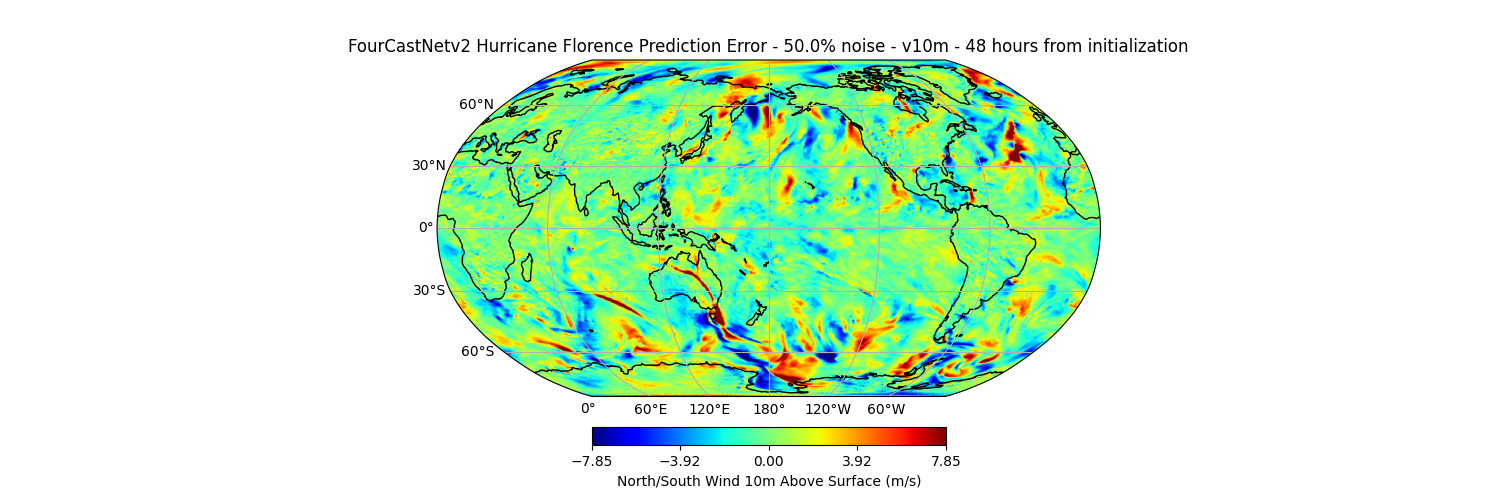 FourCastNetv2 Hurricane Florence Prediction Error - 50.0% noise - v10m - 48 hours from initialization
60°N
30°N
0°
30°S
60°S
0° 60°E 120°E 180° 120°W 60°W
−7.85 −3.92 0.00 3.92 7.85
North/South Wind 10m Above Surface (m/s)